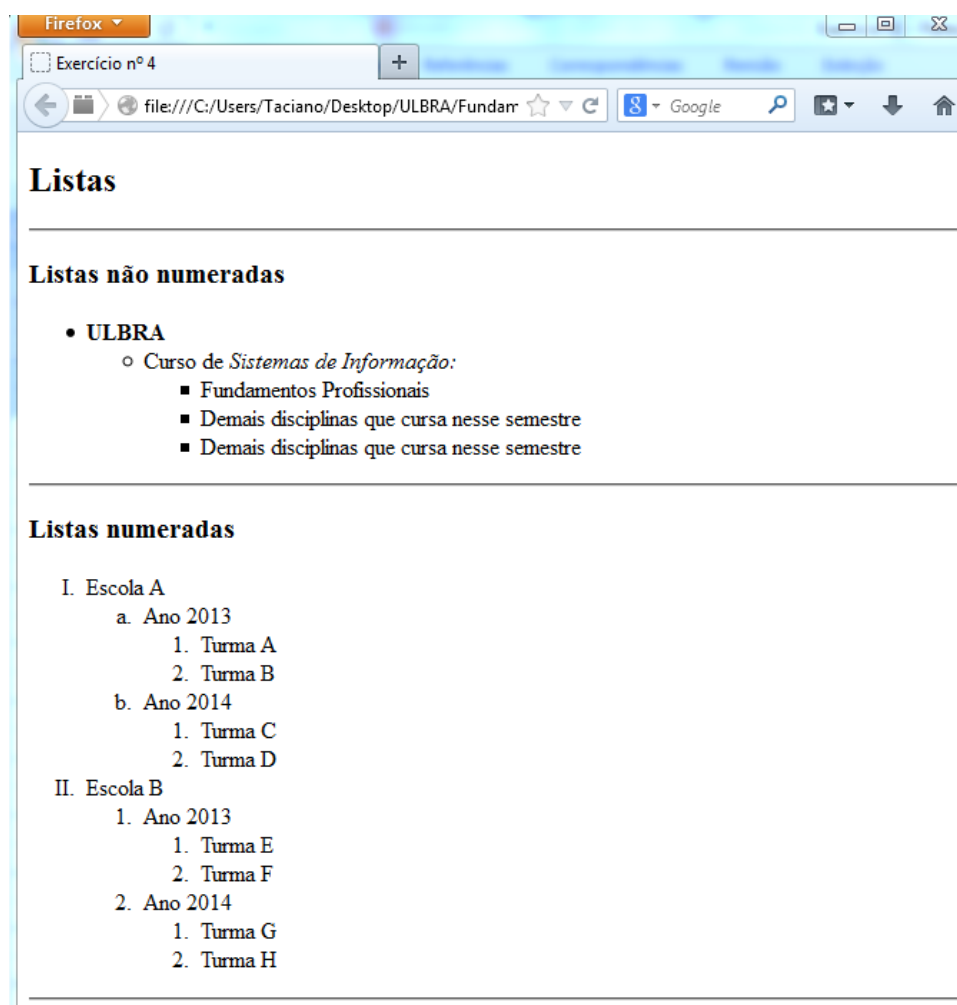 Firefox
Exercício nº 4
file:///C:/Users/Taciano/Desktop/ULBRA/Fundam
8 Google
Listas
Listas não numeradas
• ULBRA
○ Curso de Sistemas de Informação:
■ Fundamentos Profissionais
■ Demais disciplinas que cursa nesse semestre
■ Demais disciplinas que cursa nesse semestre
Listas numeradas
I. Escola A
a. Ano 2013
1. Turma A
2. Turma B
b. Ano 2014
1. Turma C
2. Turma D
II. Escola B
1. Ano 2013
1. Turma E
2. Turma F
2. Ano 2014
1. Turma G
2. Turma H